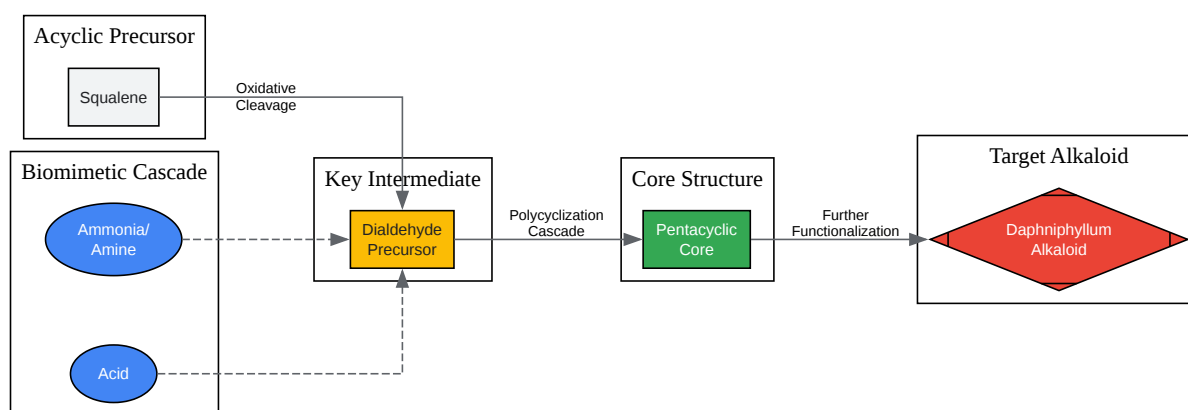 Acyclic Precursor
Squalene
Oxidative
Cleavage
Biomimetic Cascade
Ammonia/
Amine
Acid
Key Intermediate
Dialdehyde
Precursor
Polycyclization
Cascade
Core Structure
Pentacyclic
Core
Further
Functionalization
Target Alkaloid
Daphniphyllum
Alkaloid